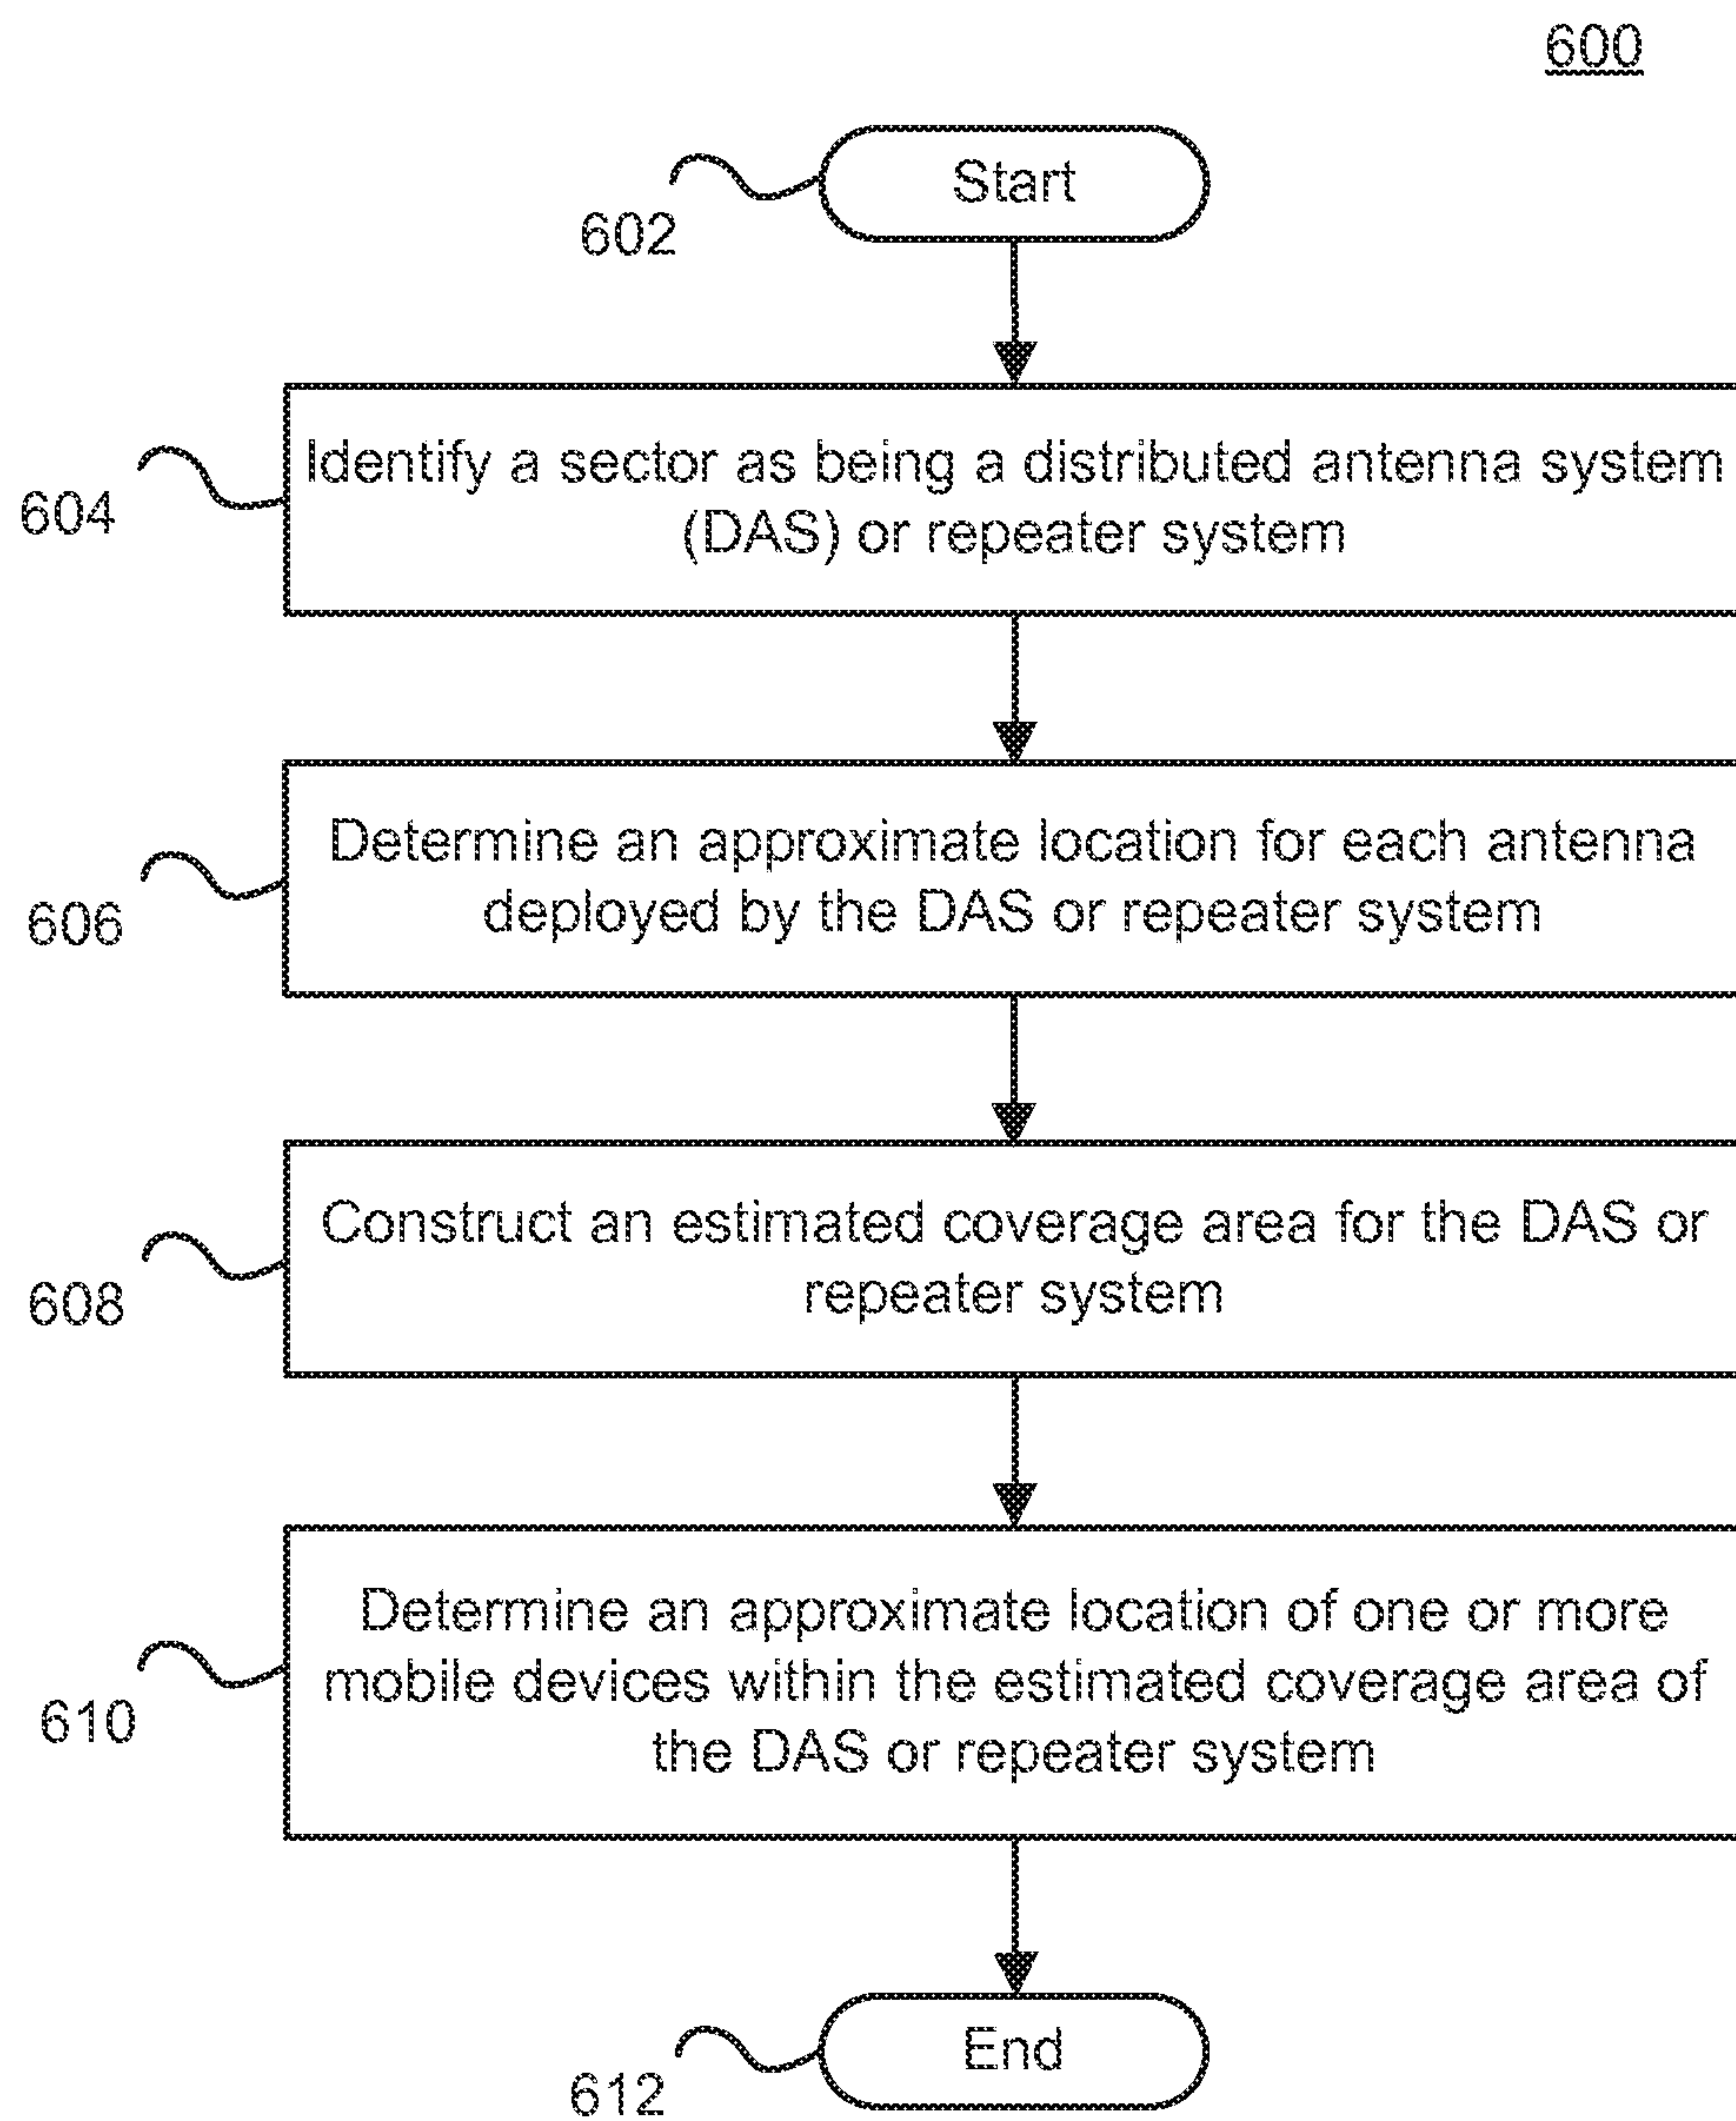 600
Start
602
Identify a sector as being a distributed antenna system
(DAS) or repeater system
604
Determine an approximate location for each antenna
deployed by the DAS or repeater system
606
Construct an estimated coverage area for the DAS or
repeater system
608
Determine an approximate location of one or more
mobile devices within the estimated coverage area of
the DAS or repeater system
610
End
612